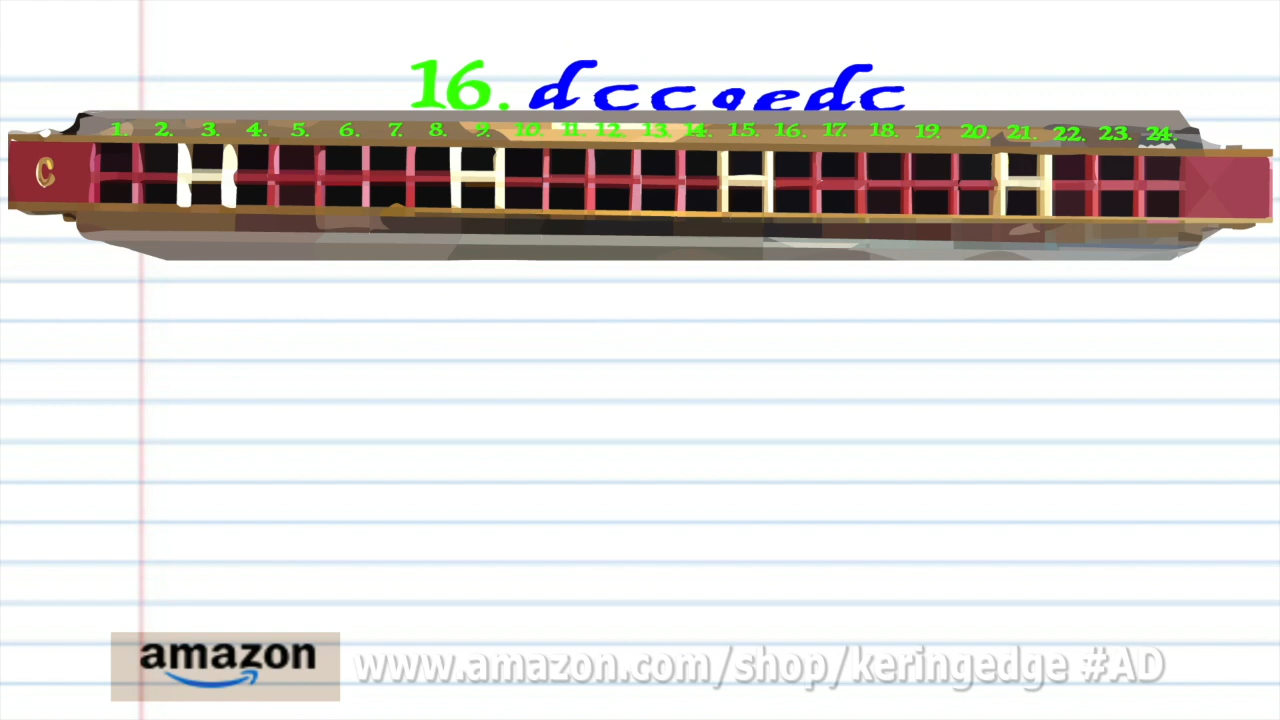 16. d c c g e d c
1. 2. 3. 4. 5. 6. 7. 8. 9. 10. 11. 12. 13. 14. 15. 16. 17. 18. 19. 20. 21. 22. 23. 24.
C
amazon www.amazon.com/shop/keringedge #AD